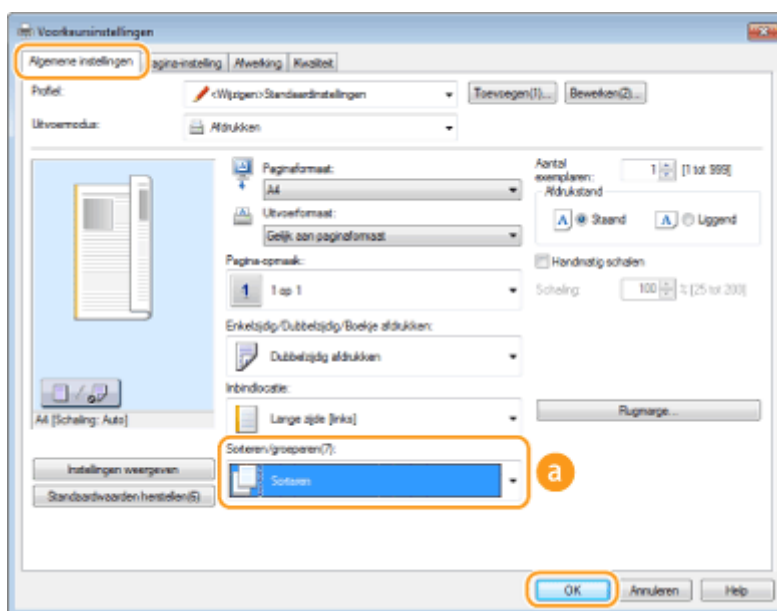 Voorkeursinstellingen
Algemene instellingen Pagina-instelling Afwerking Kwaliteit
Profiel: <Wijzigen>Standaardinstellingen Toevoegen(1)... Bewerken(2)...
Uitvoermodus: Afdrukken
Paginaformaat:
A4
Uitvoerformaat:
Gelijk aan paginaformaat
Aantal
exemplaren: 1 [1 tot 999]
Afdrukstand
A Staand A Liggend
Pagina-opmaak:
1 1 op 1
Handmatig schalen
Schaling: 100 % [25 tot 200]
Enkelzijdig/Dubbelzijdig/Boekje afdrukken:
Dubbelzijdig afdrukken
Inbindlocatie:
Lange zijde [links]
Rugmarge...
A4 [Schaling: Auto]
Sorteren/groeperen(7):
Sorteren
a
Instellingen weergeven
Standaardwaarden herstellen(6)
OK Annuleren Help